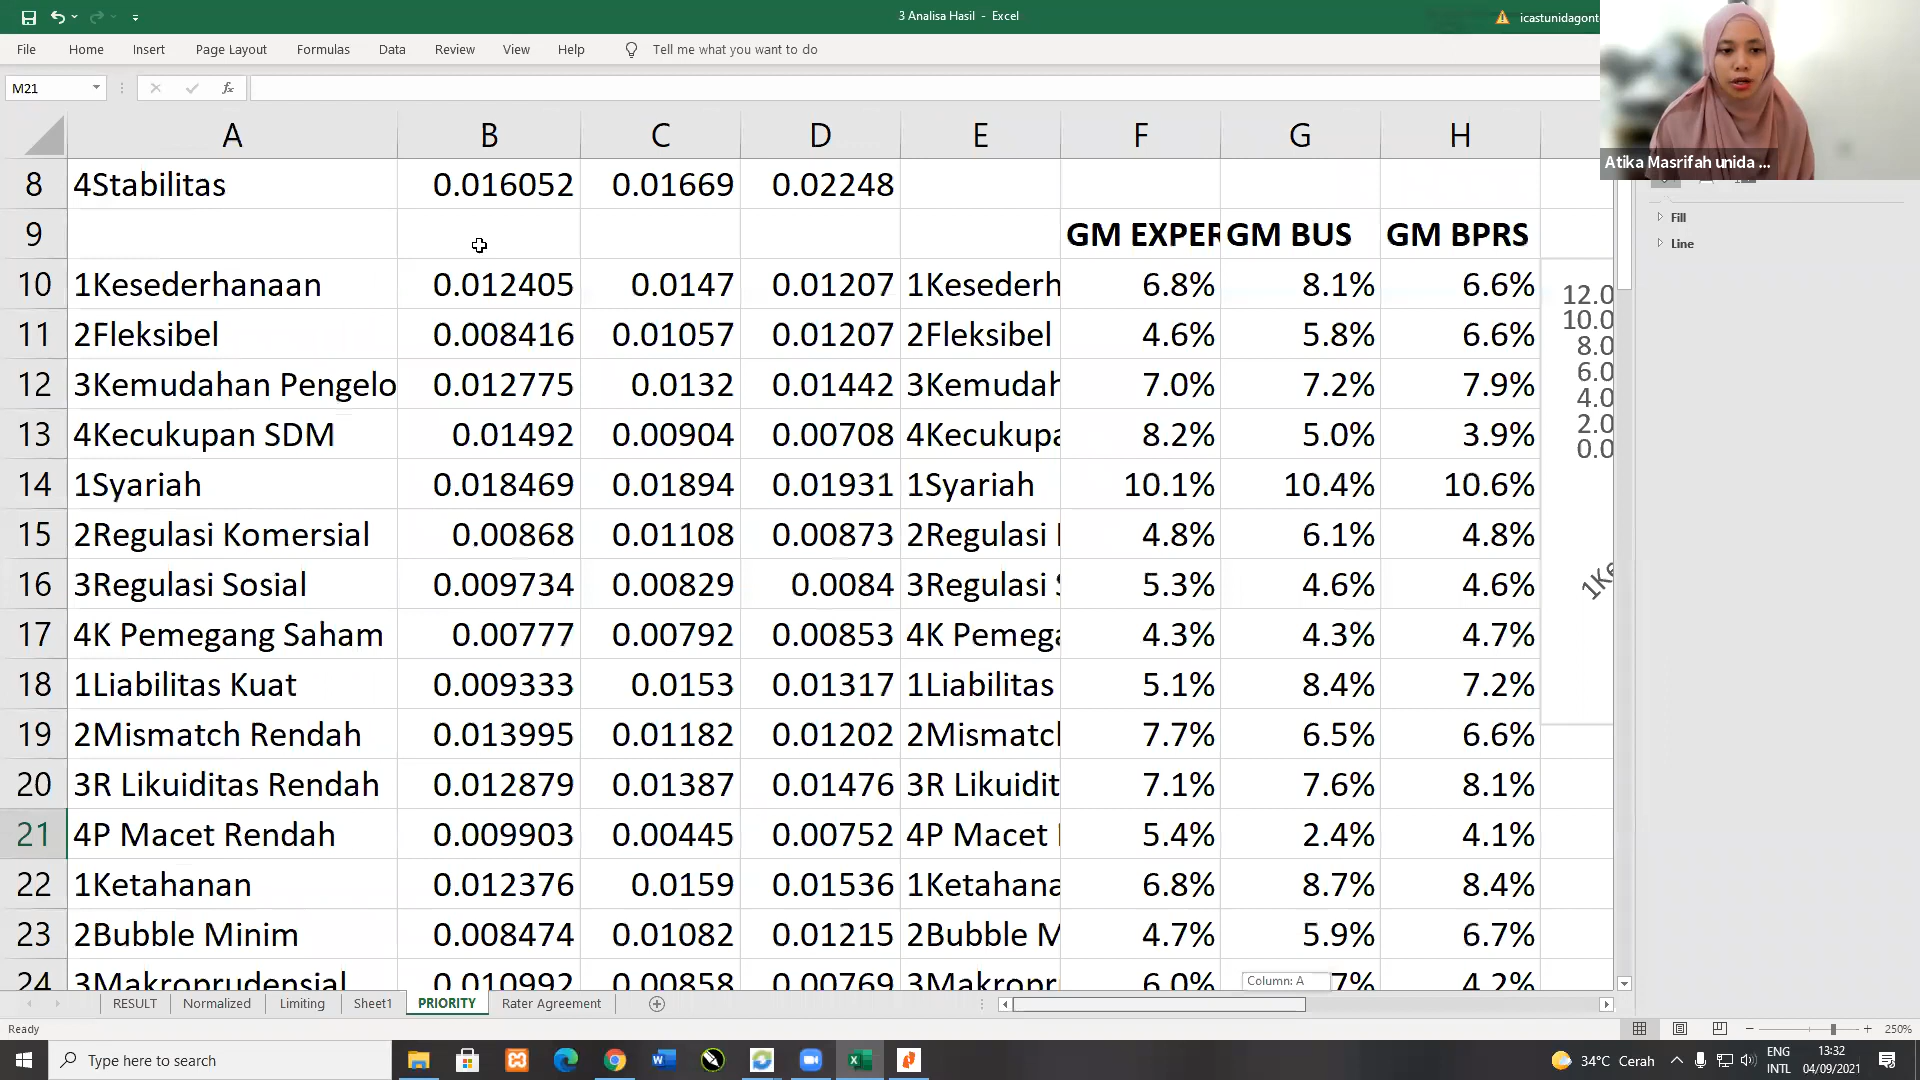 3 Analisa Hasil - Excel
icastunidagont
File Home Insert Page Layout Formulas Data Review View Help Tell me what you want to do
M21
fx
Atika Masrifah unida ...
A B C D E F G H
8 4Stabilitas 0.016052 0.01669 0.02248
9 GM EXPER GM BUS GM BPRS
10 1Kesederhanaan 0.012405 0.0147 0.01207 1Kesederh 6.8% 8.1% 6.6%
11 2Fleksibel 0.008416 0.01057 0.01207 2Fleksibel 4.6% 5.8% 6.6%
12 3Kemudahan Pengelo 0.012775 0.0132 0.01442 3Kemudah 7.0% 7.2% 7.9%
13 4Kecukupan SDM 0.01492 0.00904 0.00708 4Kecukupa 8.2% 5.0% 3.9%
14 1Syariah 0.018469 0.01894 0.01931 1Syariah 10.1% 10.4% 10.6%
15 2Regulasi Komersial 0.00868 0.01108 0.00873 2Regulasi 4.8% 6.1% 4.8%
16 3Regulasi Sosial 0.009734 0.00829 0.0084 3Regulasi 5.3% 4.6% 4.6%
17 4K Pemegang Saham 0.00777 0.00792 0.00853 4K Pemega 4.3% 4.3% 4.7%
18 1Liabilitas Kuat 0.009333 0.0153 0.01317 1Liabilitas 5.1% 8.4% 7.2%
19 2Mismatch Rendah 0.013995 0.01182 0.01202 2Mismatch 7.7% 6.5% 6.6%
20 3R Likuiditas Rendah 0.012879 0.01387 0.01476 3R Likuidit 7.1% 7.6% 8.1%
21 4P Macet Rendah 0.009903 0.00445 0.00752 4P Macet 5.4% 2.4% 4.1%
22 1Ketahanan 0.012376 0.0159 0.01536 1Ketahana 6.8% 8.7% 8.4%
23 2Bubble Minim 0.008474 0.01082 0.01215 2Bubble M 4.7% 5.9% 6.7%
24 3Makroprudensial 0.010992 0.00858 0.00769 3Makropr 6.0% 7% 4.2%
12.0
10.0
8.0
6.0
4.0
2.0
0.0
1Ke
Fill
Line
Column: A
RESULT Normalized Limiting Sheet1 PRIORITY Rater Agreement
Ready
250%
Type here to search
34°C Cerah
ENG
INTL
13:32
04/09/2021